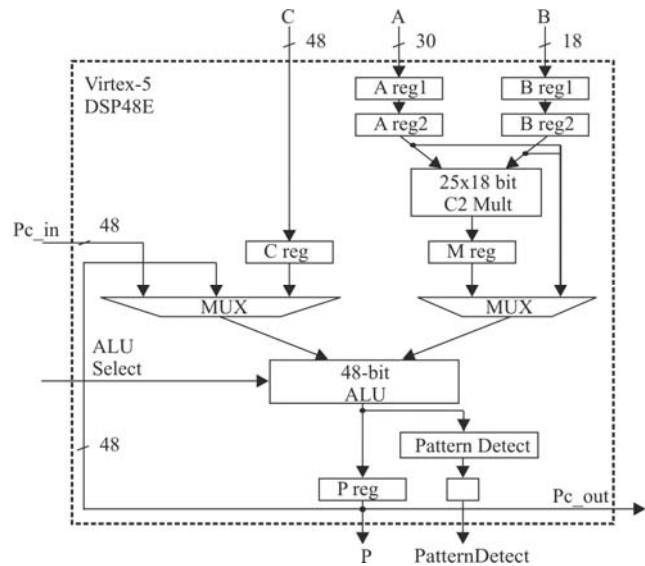 C
A
B
48
30
18
Virtex-5
DSP48E
A reg1
B reg1
A reg2
B reg2
25x18 bit
C2 Mult
Pc_in
48
C reg
M reg
MUX
MUX
ALU
Select
48-bit
ALU
48
Pattern Detect
P reg
Pc_out
P
PatternDetect